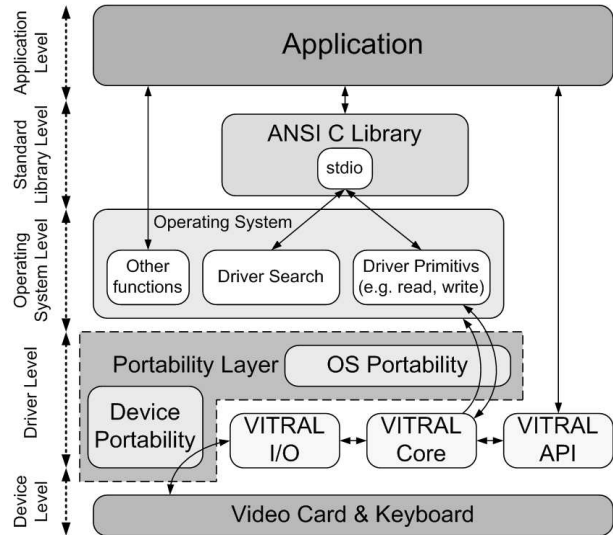 Application
Level
Application
Standard
Library Level
ANSI C Library
stdio
Operating
System Level
Operating System
Other
functions
Driver Search
Driver Primitivs
(e.g. read, write)
Driver Level
Portability Layer
OS Portability
Device
Portability
VITRAL
I/O
VITRAL
Core
VITRAL
API
Device
Level
Video Card & Keyboard